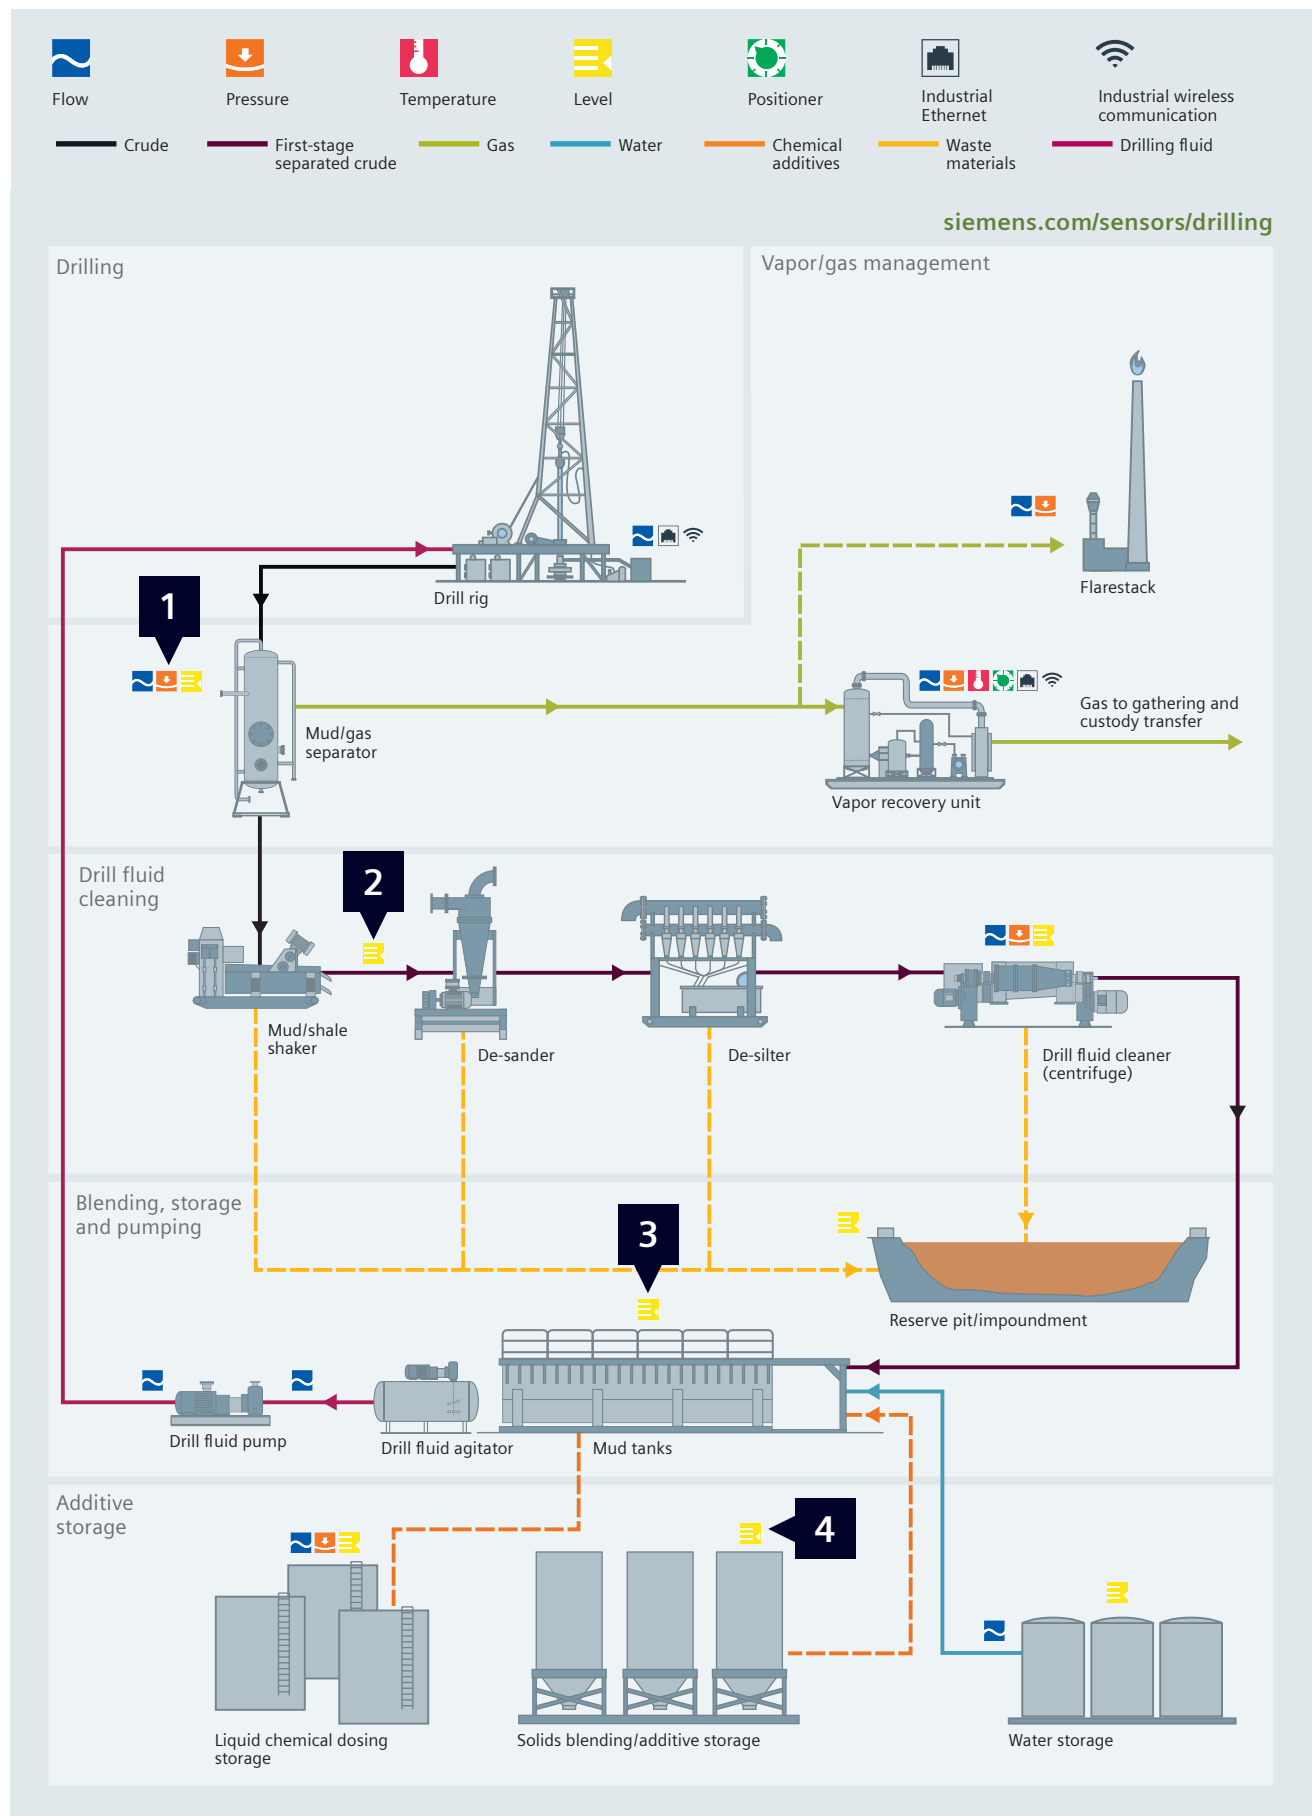 Flow
Pressure
Temperature
Level
Positioner
Industrial
Ethernet
Industrial wireless
communication
Crude
First-stage
separated crude
Gas
Water
Chemical
additives
Waste
materials
Drilling fluid
siemens.com/sensors/drilling
Drilling
Vapor/gas management
Drill rig
Flarestack
1
Mud/gas
separator
Gas to gathering and
custody transfer
Vapor recovery unit
Drill fluid
cleaning
2
Mud/shale
shaker
De-sander
De-silter
Drill fluid cleaner
(centrifuge)
Blending, storage
and pumping
3
Reserve pit/impoundment
Drill fluid pump
Drill fluid agitator
Mud tanks
Additive
storage
4
Liquid chemical dosing
storage
Solids blending/additive storage
Water storage